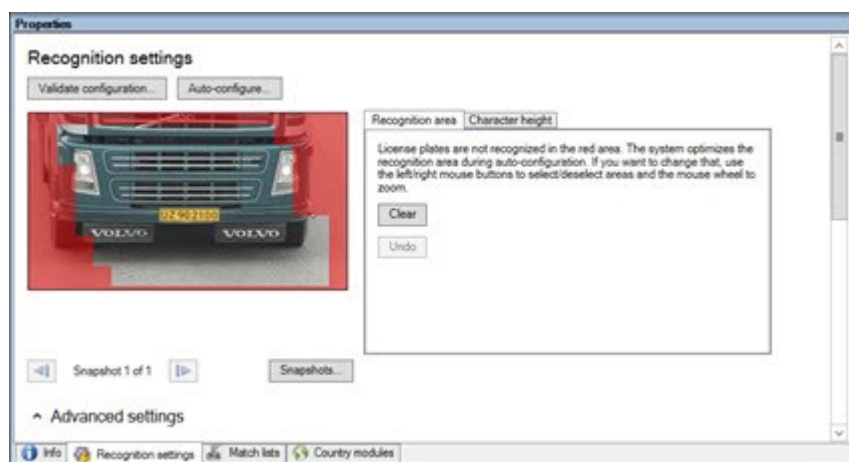 Properties
Recognition settings
Validate configuration... Auto-configure...
Recognition area Character height
License plates are not recognized in the red area. The system optimizes the
recognition area during auto-configuration. If you want to change that, use
the left/right mouse buttons to select/deselect areas and the mouse wheel to
zoom.
Clear
Undo
UZ902100
VOLVO VOLVO
Snapshot 1 of 1 Snapshots...
Advanced settings
Info Recognition settings Match lists Country modules